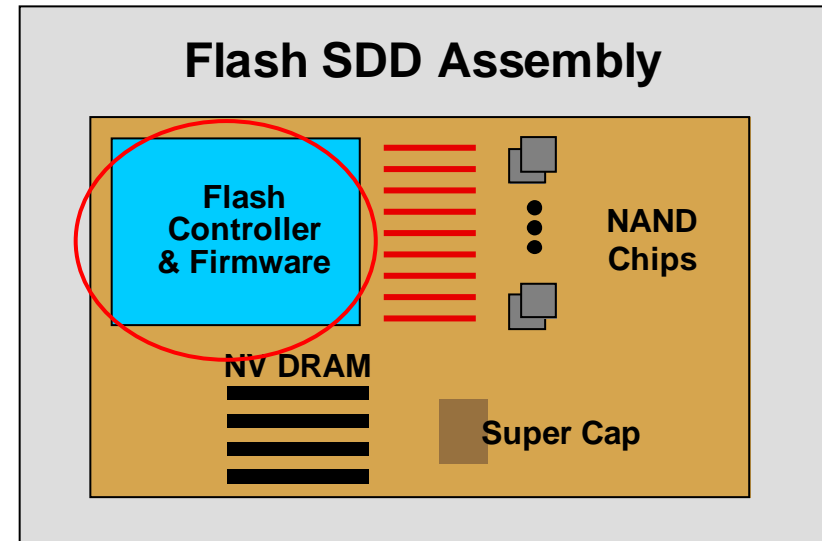 Flash SDD Assembly
Flash
Controller
& Firmware
NAND
Chips
NV DRAM
Super Cap